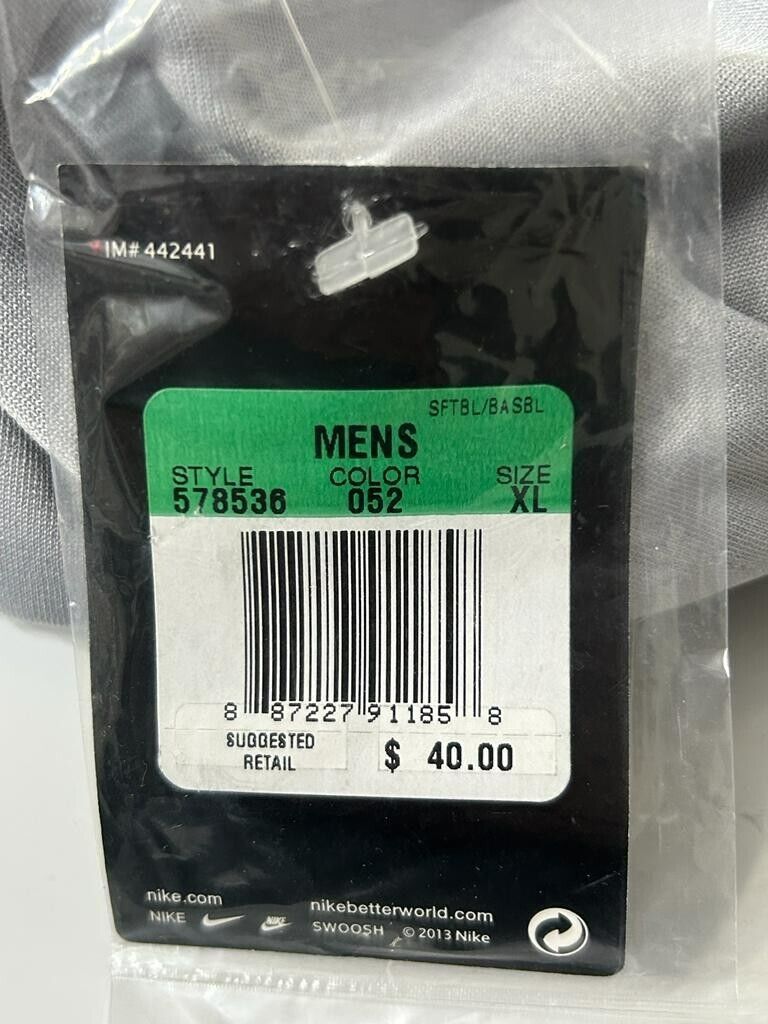 IM# 442441
SFTBL/BASBL
MENS
STYLE COLOR SIZE
578536 052 XL
8 87227 91185 8
SUGGESTED
RETAIL
$ 40.00
nike.com
nikebetterworld.com
NIKE NIKE SWOOSH © 2013 Nike